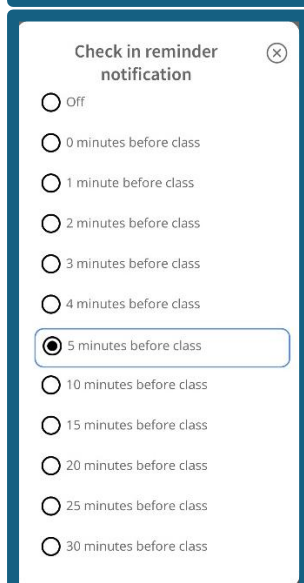 Check in reminder
notification
Off
0 minutes before class
1 minute before class
2 minutes before class
3 minutes before class
4 minutes before class
5 minutes before class
10 minutes before class
15 minutes before class
20 minutes before class
25 minutes before class
30 minutes before class